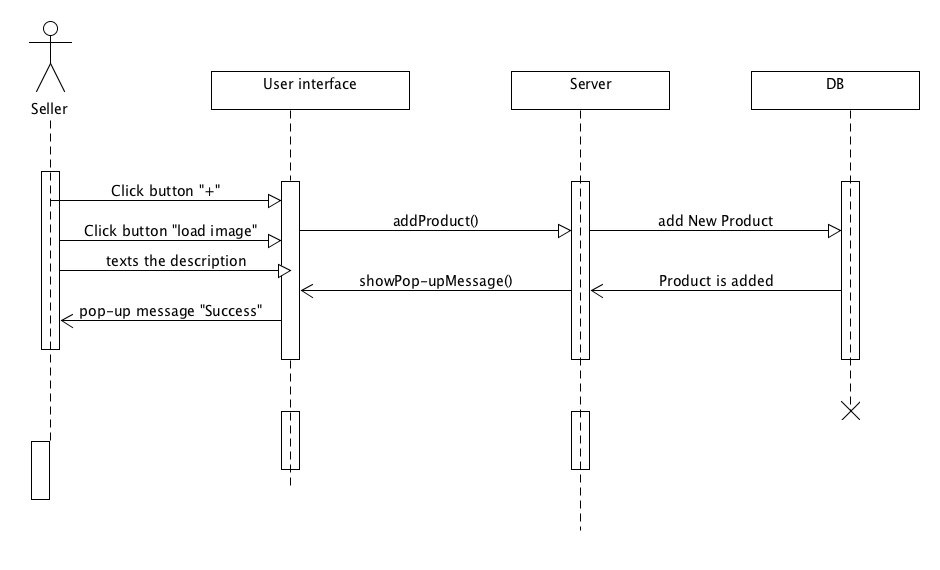 Seller
User interface
Server
DB
Click button "+"
Click button "load image"
addProduct()
add New Product
texts the description
showPop-upMessage()
Product is added
pop-up message "Success"